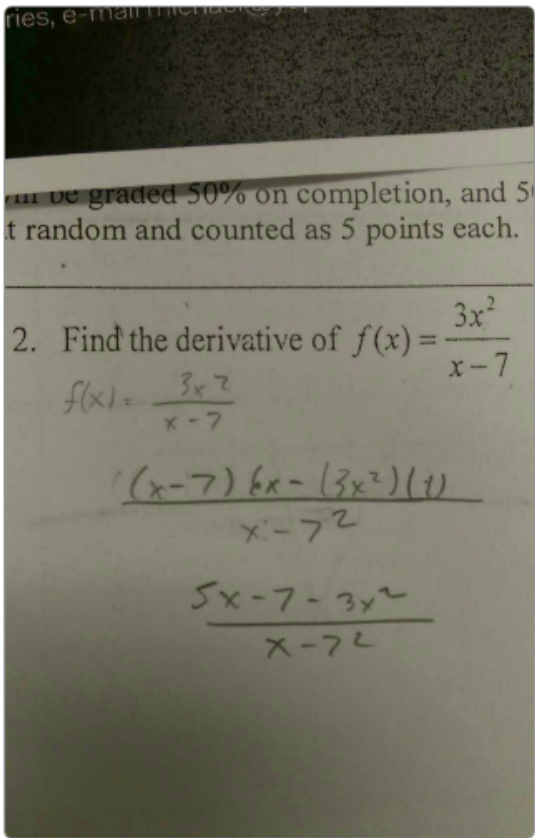 ries, e-mail
be graded 50% on completion, and 5
t random and counted as 5 points each.
2. Find the derivative of f(x) = 3x²/(x − 7)
f(x) = 3x²/(x - 7)
(x-7) 6x - (3x²)(1)
x - 7²
5x - 7 - 3x²
x - 7²